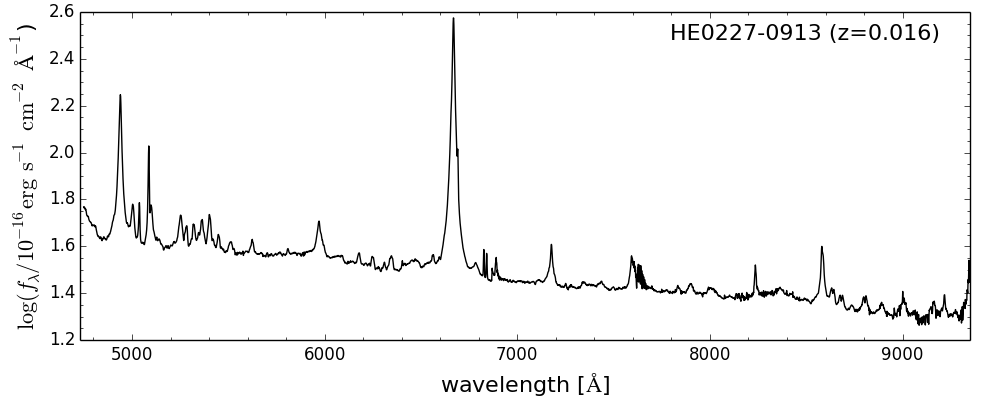 HE0227-0913 (z=0.016)
log(fλ/10⁻¹⁶ erg s⁻¹ cm⁻² Å⁻¹)
2.6
2.4
2.2
2.0
1.8
1.6
1.4
1.2
5000 6000 7000 8000 9000
wavelength [Å]